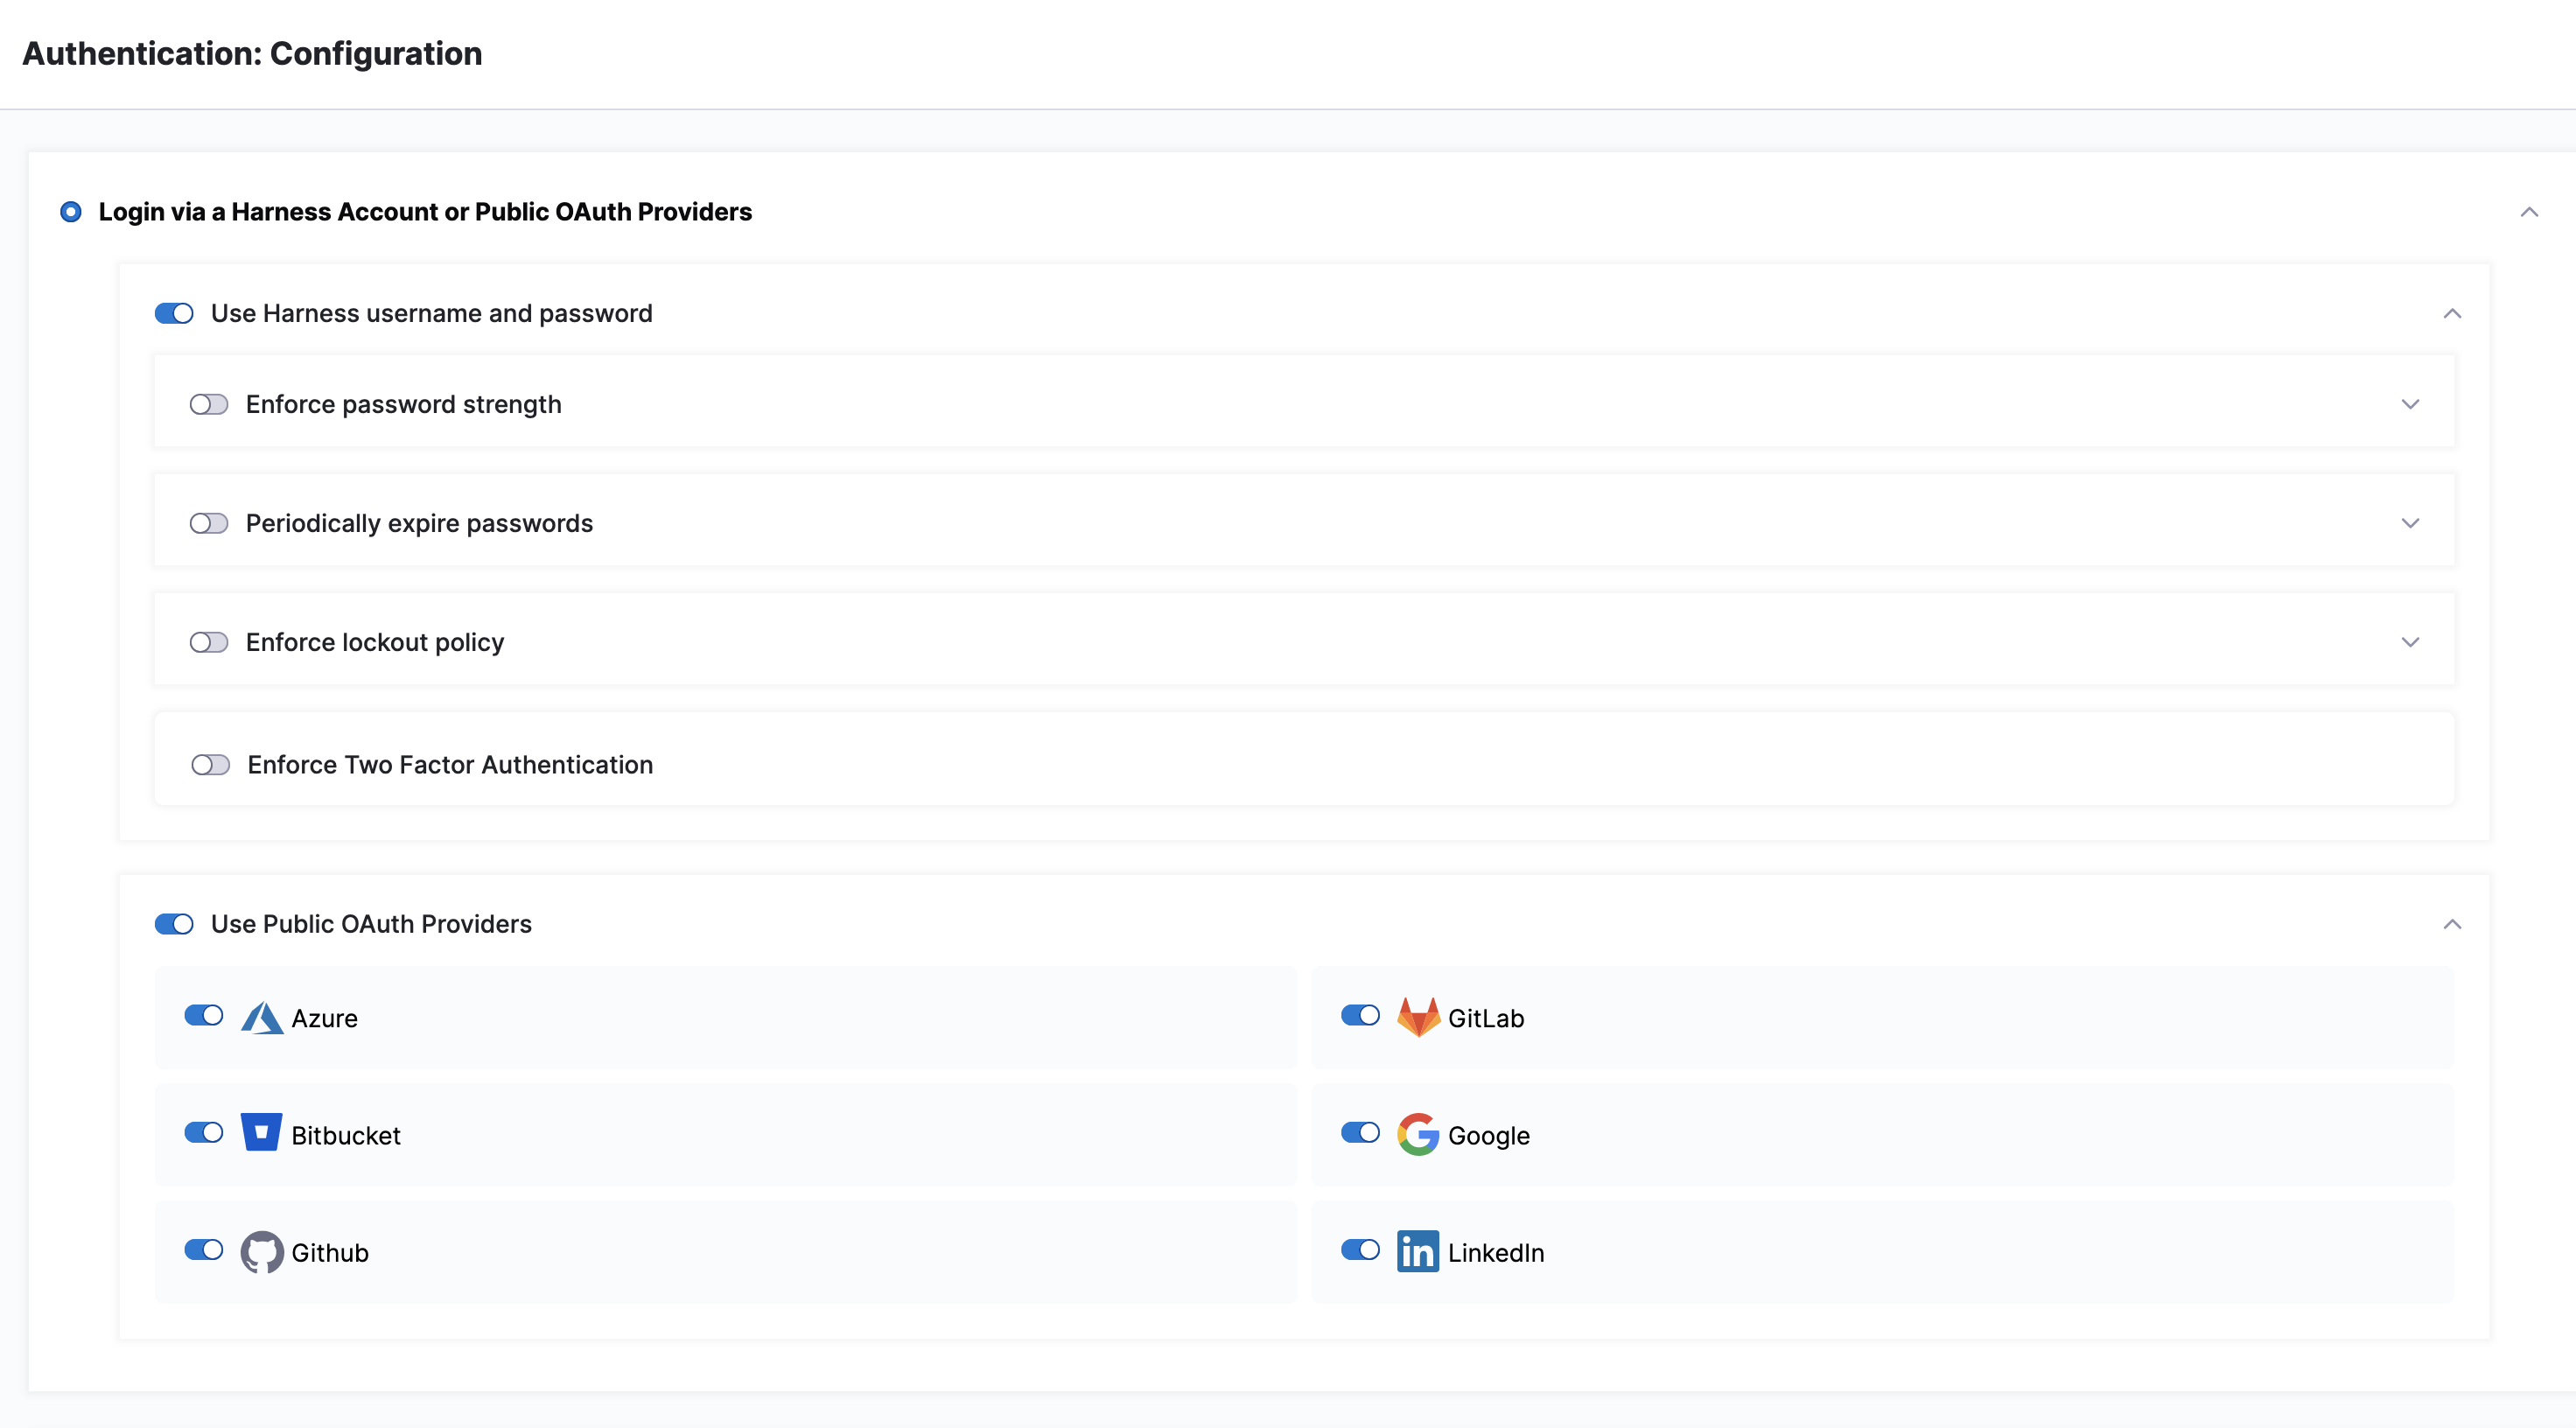 Authentication: Configuration
Login via a Harness Account or Public OAuth Providers
Use Harness username and password
Enforce password strength
Periodically expire passwords
Enforce lockout policy
Enforce Two Factor Authentication
Use Public OAuth Providers
Azure
GitLab
Bitbucket
Google
Github
LinkedIn